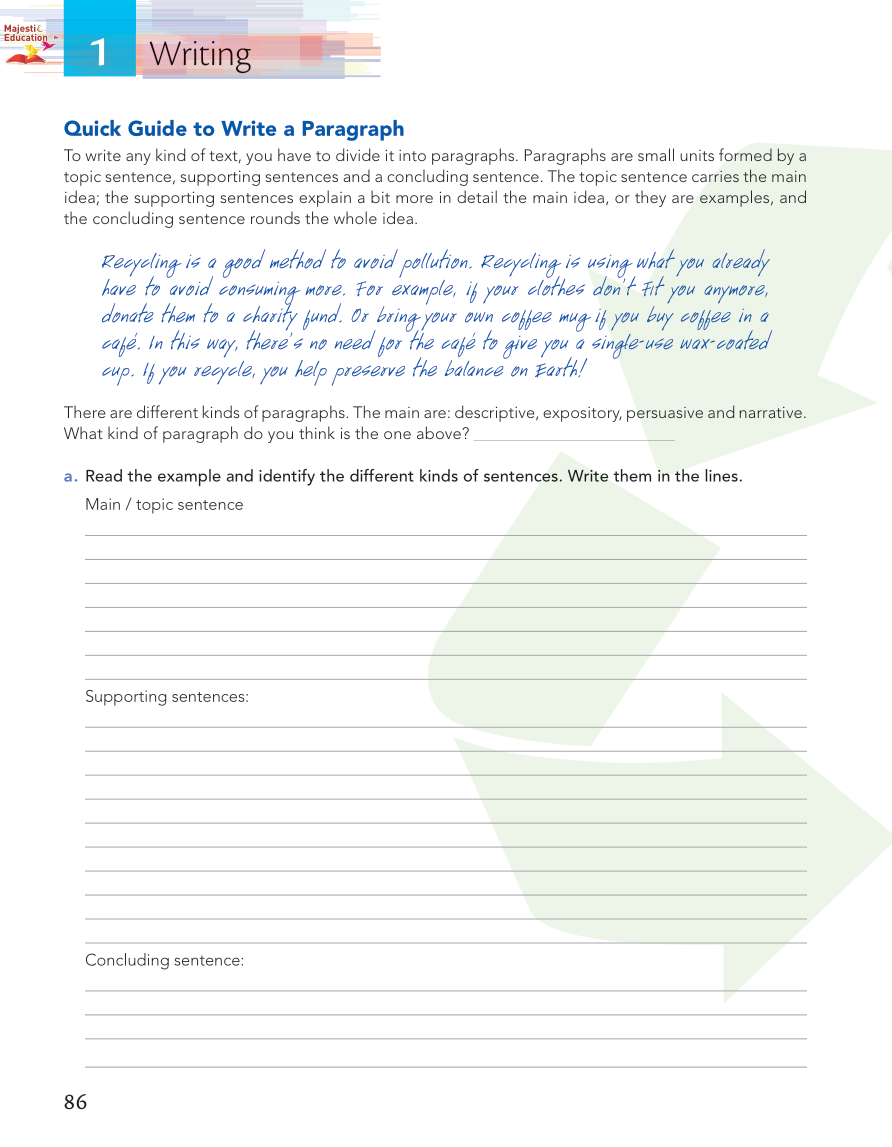 Majestic
Education
1 Writing
Quick Guide to Write a Paragraph
To write any kind of text, you have to divide it into paragraphs. Paragraphs are small units formed by a
topic sentence, supporting sentences and a concluding sentence. The topic sentence carries the main
idea; the supporting sentences explain a bit more in detail the main idea, or they are examples, and
the concluding sentence rounds the whole idea.
Recycling is a good method to avoid pollution. Recycling is using what you already
have to avoid consuming more. For example, if your clothes don't fit you anymore,
donate them to a charity fund. Or bring your own coffee mug if you buy coffee in a
café. In this way, there's no need for the café to give you a single-use wax-coated
cup. If you recycle, you help preserve the balance on Earth!
There are different kinds of paragraphs. The main are: descriptive, expository, persuasive and narrative.
What kind of paragraph do you think is the one above?
a. Read the example and identify the different kinds of sentences. Write them in the lines.
Main / topic sentence
Supporting sentences:
Concluding sentence:
86